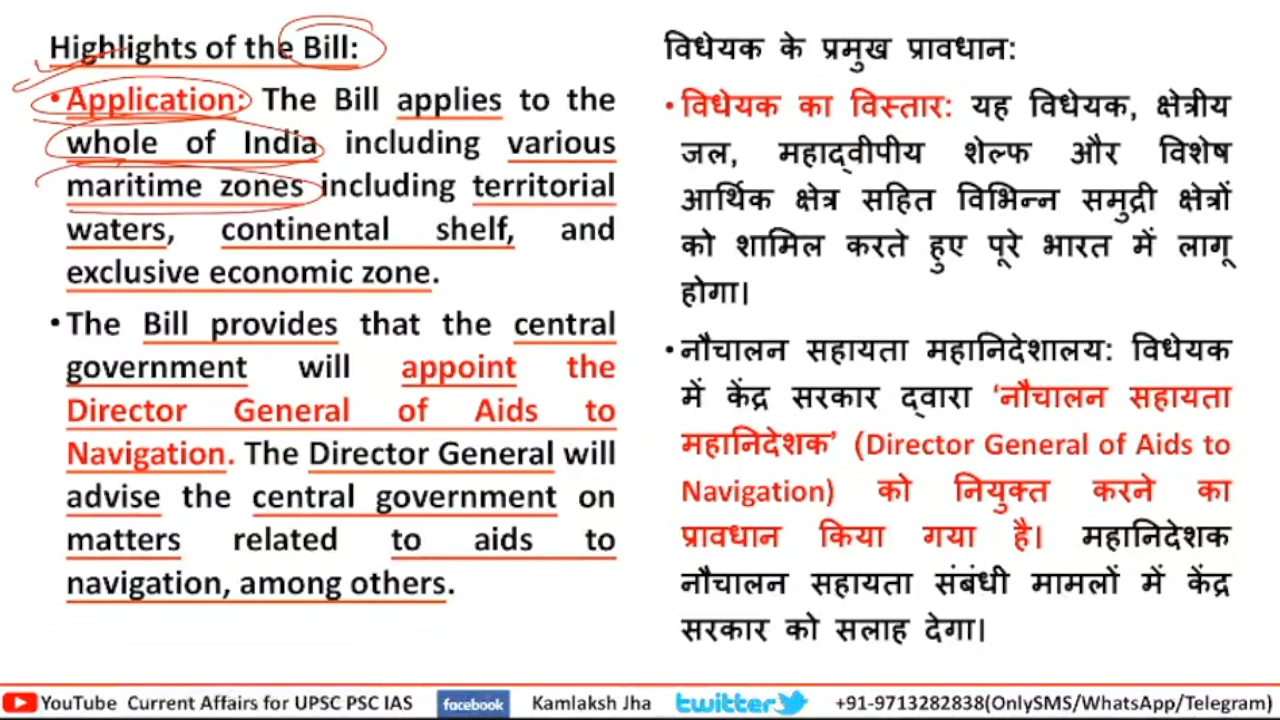 Highlights of the Bill:
• Application: The Bill applies to the
whole of India including various
maritime zones including territorial
waters, continental shelf, and
exclusive economic zone.
• The Bill provides that the central
government will appoint the
Director General of Aids to
Navigation. The Director General will
advise the central government on
matters related to aids to
navigation, among others.
विधेयक के प्रमुख प्रावधान:
• विधेयक का विस्तार: यह विधेयक, क्षेत्रीय
जल, महाद्वीपीय शेल्फ और विशेष
आर्थिक क्षेत्र सहित विभिन्न समुद्री क्षेत्रों
को शामिल करते हुए पूरे भारत में लागू
होगा।
• नौचालन सहायता महानिदेशालय: विधेयक
में केंद्र सरकार द्वारा ‘नौचालन सहायता
महानिदेशक’ (Director General of Aids to
Navigation) को नियुक्त करने का
प्रावधान किया गया है। महानिदेशक
नौचालन सहायता संबंधी मामलों में केंद्र
सरकार को सलाह देगा।
YouTube Current Affairs for UPSC PSC IAS facebook Kamlaksh Jha twitter +91-9713282838(OnlySMS/WhatsApp/Telegram)